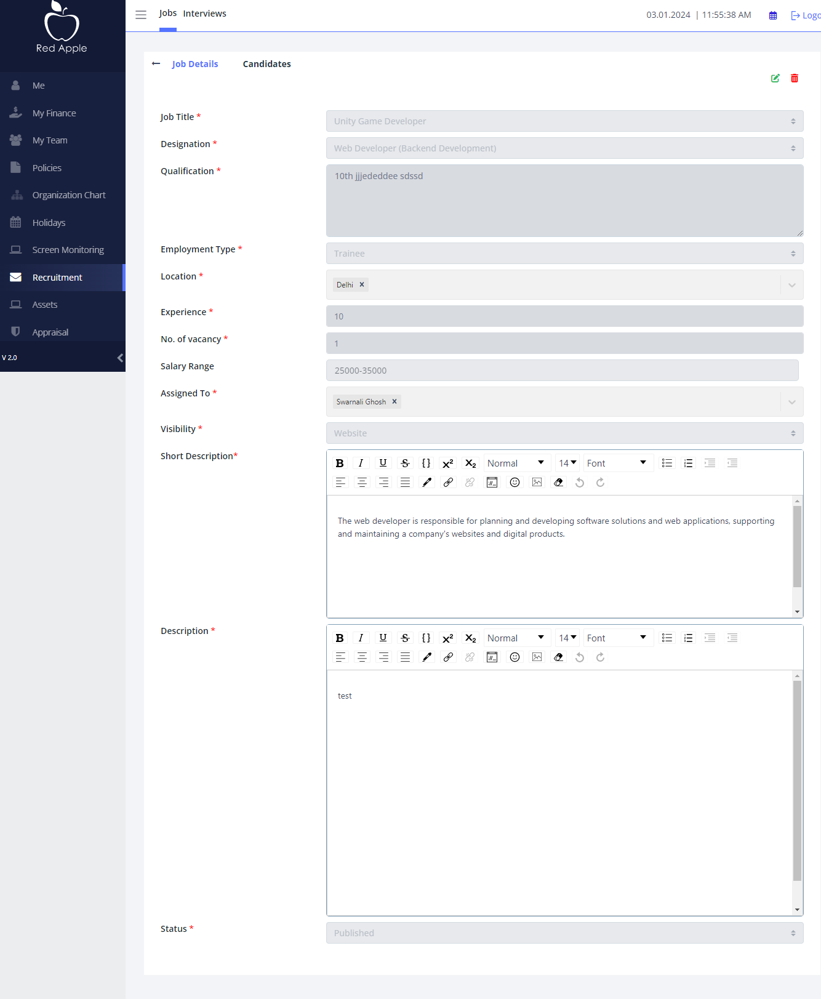 Red Apple
Jobs Interviews
03.01.2024 | 11:55:38 AM
Logo
Me
My Finance
My Team
Policies
Organization Chart
Holidays
Screen Monitoring
Recruitment
Assets
Appraisal
V 2.0
Job Details Candidates
Job Title *
Unity Game Developer
Designation *
Web Developer (Backend Development)
Qualification *
10th jjjededdee sdssd
Employment Type *
Trainee
Location *
Delhi
Experience *
10
No. of vacancy *
1
Salary Range
25000-35000
Assigned To *
Swarnali Ghosh
Visibility *
Website
Short Description*
B I U S {} X² X₂ Normal 14 Font
The web developer is responsible for planning and developing software solutions and web applications, supporting
and maintaining a company's websites and digital products.
Description *
B I U S {} X² X₂ Normal 14 Font
test
Status *
Published